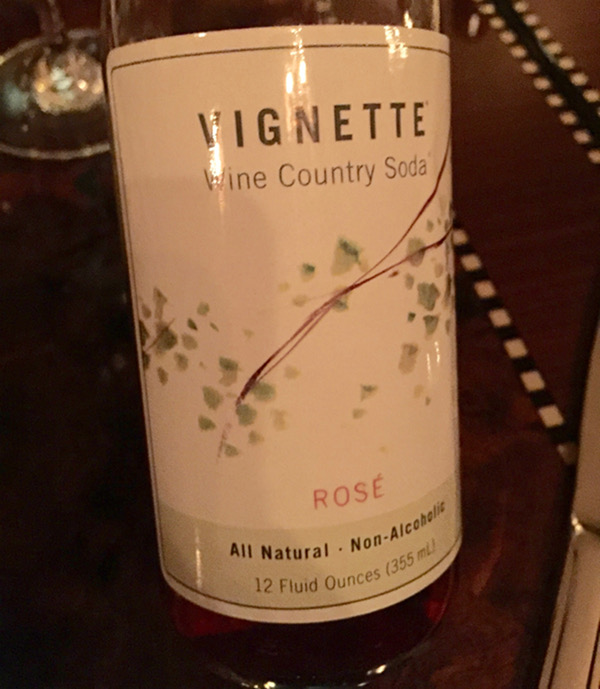 VIGNETTE
Wine Country Soda
ROSÉ
All Natural · Non-Alcoholic
12 Fluid Ounces (355 mL)